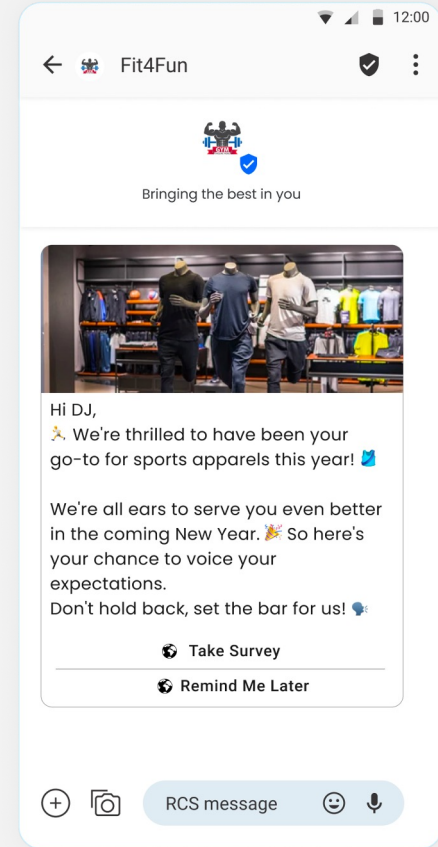 12:00
Fit4Fun
GYM
Bringing the best in you
Hi DJ,
🏃 We're thrilled to have been your
go-to for sports apparels this year! 🎽
We're all ears to serve you even better
in the coming New Year. 🎉 So here's
your chance to voice your
expectations.
Don't hold back, set the bar for us! 🗣️
Take Survey
Remind Me Later
RCS message